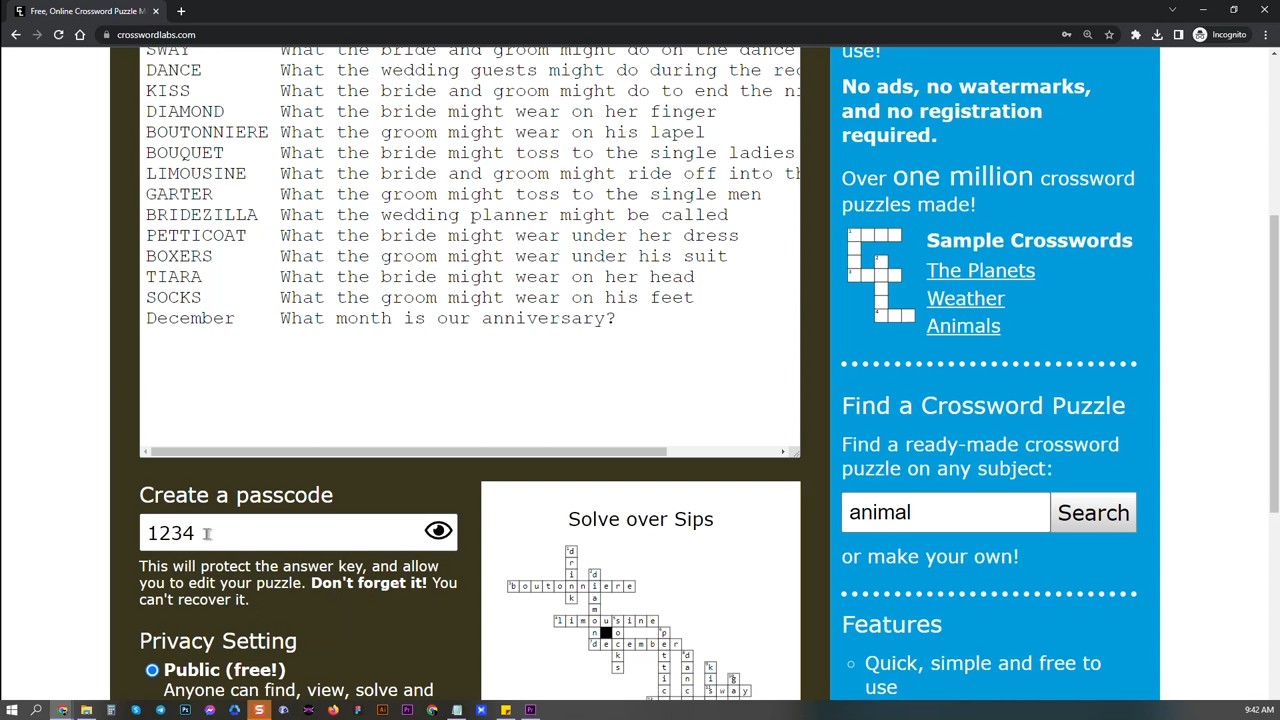 Free, Online Crossword Puzzle M
crosswordlabs.com
Incognito
SWAY What the bride and groom might do on the dance
DANCE What the wedding guests might do during the rec
KISS What the bride and groom might do to end the
DIAMOND What the bride might wear on her finger
BOUTONNIERE What the groom might wear on his lapel
BOUQUET What the bride might toss to the single ladies
LIMOUSINE What the bride and groom might ride off into th
GARTER What the groom might toss to the single men
BRIDEZILLA What the wedding planner might be called
PETTICOAT What the bride might wear under her dress
BOXERS What the groom might wear under his suit
TIARA What the bride might wear on her head
SOCKS What the groom might wear on his feet
December What month is our anniversary?
Create a passcode
1234
This will protect the answer key, and allow
you to edit your puzzle. Don't forget it! You
can't recover it.
Privacy Setting
Public (free!)
Anyone can find, view, solve and
Solve over Sips
d
r
i d
boutonniere
k a
m
limousine
n o p
december
k t d
s t a k
i n i g
c c sway
use!
No ads, no watermarks,
and no registration
required.
Over one million crossword
puzzles made!
Sample Crosswords
The Planets
Weather
Animals
Find a Crossword Puzzle
Find a ready-made crossword
puzzle on any subject:
animal Search
or make your own!
Features
Quick, simple and free to
use
9:42 AM